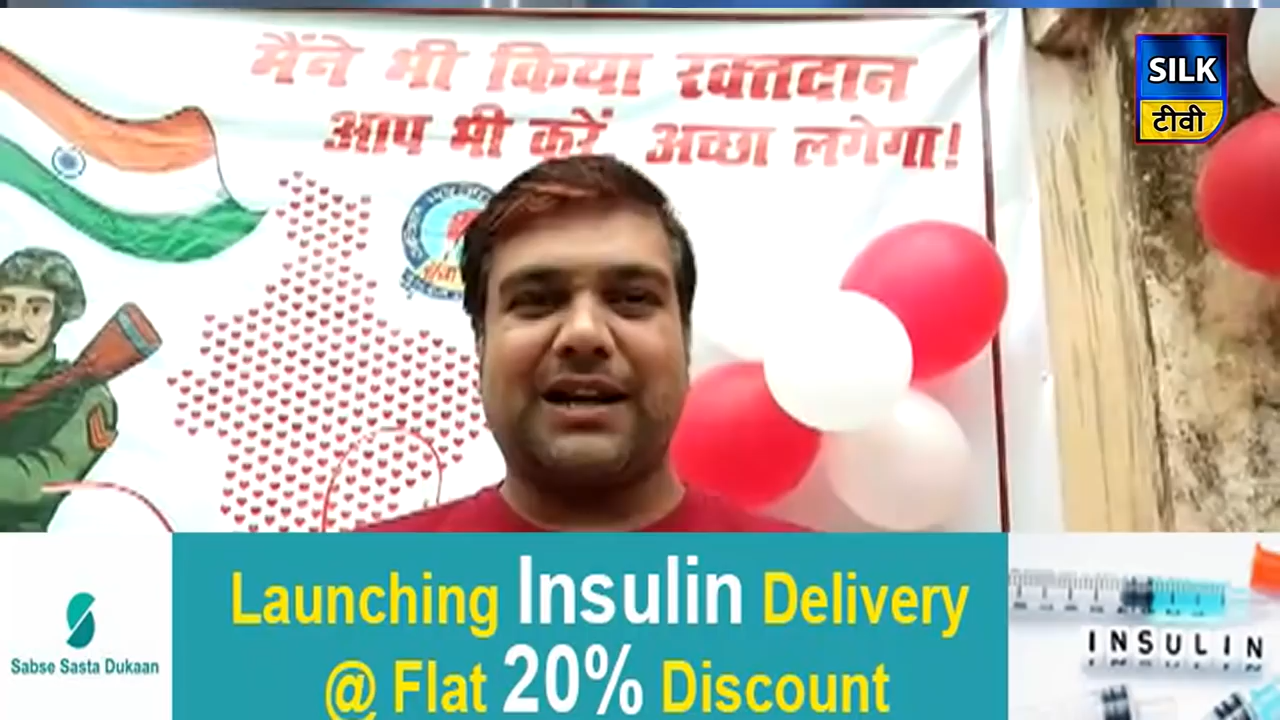 मैंने भी किया रक्तदान
आप भी करें, अच्छा लगेगा!
SILK
टीवी
Launching Insulin Delivery
@ Flat 20% Discount
Sabse Sasta Dukaan
INSULIN